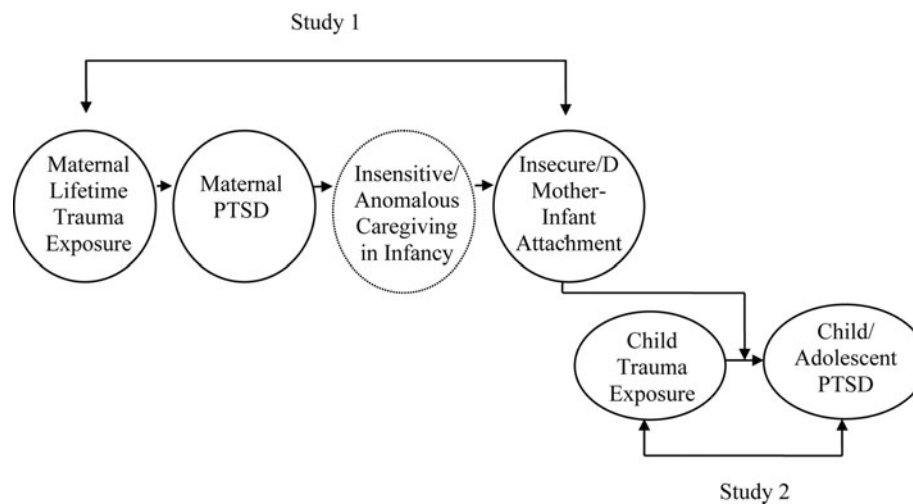 Study 1
Maternal
Lifetime
Trauma
Exposure
Maternal
PTSD
Insensitive/
Anomalous
Caregiving
in Infancy
Insecure/D
Mother-
Infant
Attachment
Child
Trauma
Exposure
Child/
Adolescent
PTSD
Study 2